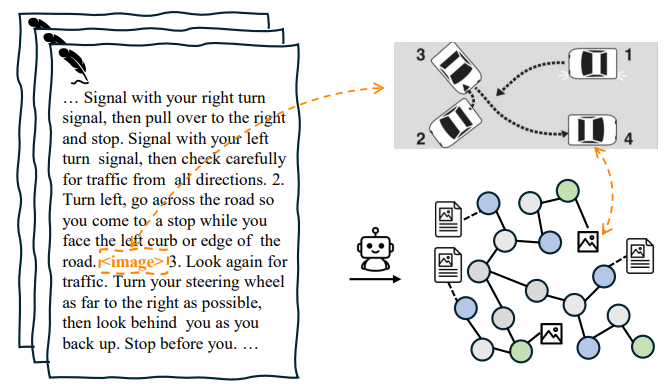 … Signal with your right turn
signal, then pull over to the right
and stop. Signal with your left
turn signal, then check carefully
for traffic from all directions. 2.
Turn left, go across the road so
you come to a stop while you
face the left curb or edge of the
road. <image> 3. Look again for
traffic. Turn your steering wheel
as far to the right as possible,
then look behind you as you
back up. Stop before you. …
3
1
2
4